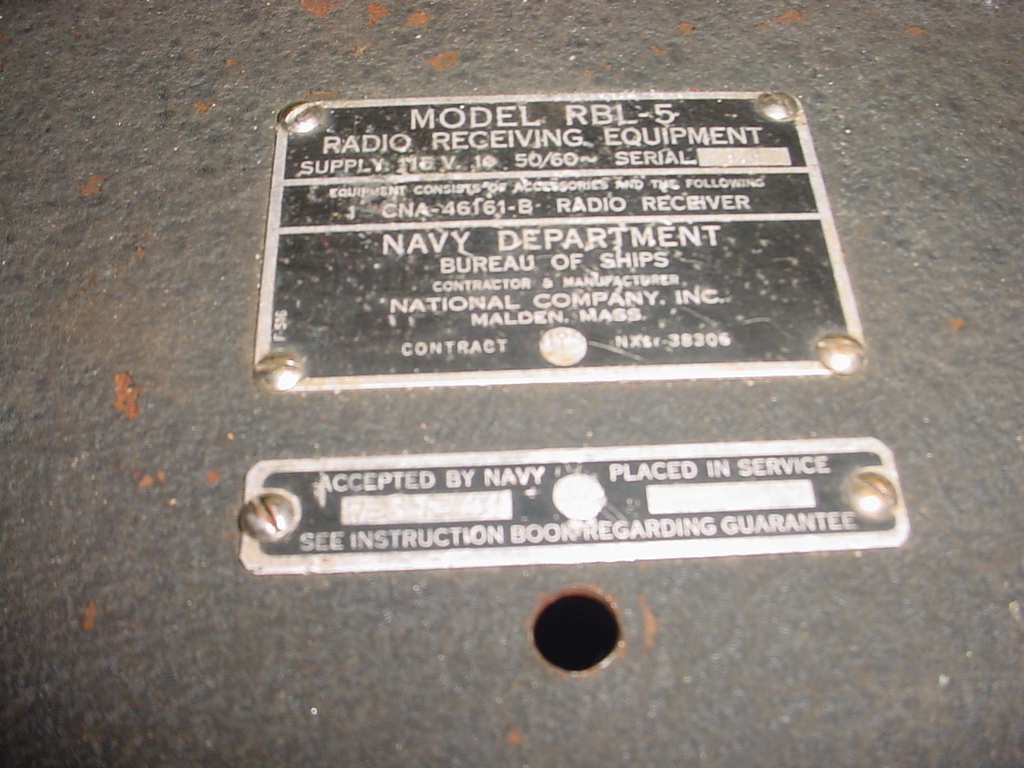 MODEL RBL-5
RADIO RECEIVING EQUIPMENT
SUPPLY 115 V. 1Φ 50/60~ SERIAL
EQUIPMENT CONSISTS OF ACCESSORIES AND THE FOLLOWING
1 CNA-46161-B RADIO RECEIVER
NAVY DEPARTMENT
BUREAU OF SHIPS
CONTRACTOR & MANUFACTURER
NATIONAL COMPANY, INC.
MALDEN, MASS.
CONTRACT NXsr-38306
ACCEPTED BY NAVY PLACED IN SERVICE
SEE INSTRUCTION BOOK REGARDING GUARANTEE